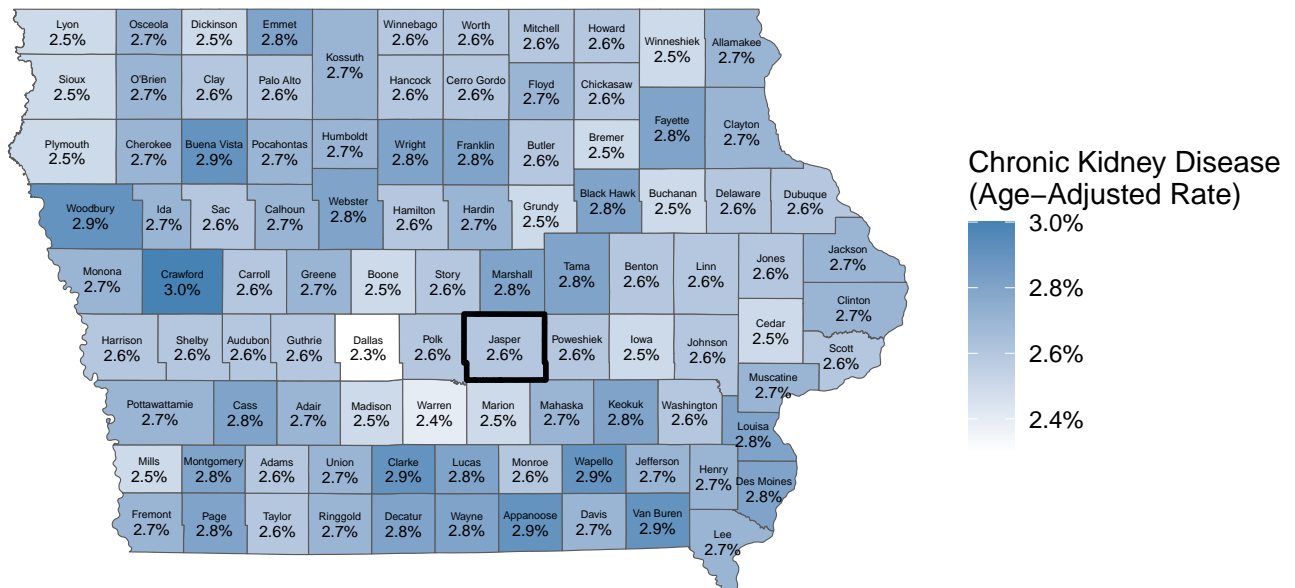 Lyon
2.5%
Osceola
2.7%
Dickinson
2.5%
Emmet
2.8%
Kossuth
2.7%
Winnebago
2.6%
Worth
2.6%
Mitchell
2.6%
Howard
2.6%
Winneshiek
2.5%
Allamakee
2.7%
Sioux
2.5%
O'Brien
2.7%
Clay
2.6%
Palo Alto
2.6%
Hancock
2.6%
Cerro Gordo
2.6%
Floyd
2.7%
Chickasaw
2.6%
Plymouth
2.5%
Cherokee
2.7%
Buena Vista
2.9%
Pocahontas
2.7%
Humboldt
2.7%
Wright
2.8%
Franklin
2.8%
Butler
2.6%
Bremer
2.5%
Fayette
2.8%
Clayton
2.7%
Woodbury
2.9%
Ida
2.7%
Sac
2.6%
Calhoun
2.7%
Webster
2.8%
Hamilton
2.6%
Hardin
2.7%
Grundy
2.5%
Black Hawk
2.8%
Buchanan
2.5%
Delaware
2.6%
Dubuque
2.6%
Monona
2.7%
Crawford
3.0%
Carroll
2.6%
Greene
2.7%
Boone
2.5%
Story
2.6%
Marshall
2.8%
Tama
2.8%
Benton
2.6%
Linn
2.6%
Jones
2.6%
Jackson
2.7%
Clinton
2.7%
Harrison
2.6%
Shelby
2.6%
Audubon
2.6%
Guthrie
2.6%
Dallas
2.3%
Polk
2.6%
Jasper
2.6%
Poweshiek
2.6%
Iowa
2.5%
Johnson
2.6%
Cedar
2.5%
Scott
2.6%
Muscatine
2.7%
Pottawattamie
2.7%
Cass
2.8%
Adair
2.7%
Madison
2.5%
Warren
2.4%
Marion
2.5%
Mahaska
2.7%
Keokuk
2.8%
Washington
2.6%
Louisa
2.8%
Mills
2.5%
Montgomery
2.8%
Adams
2.6%
Union
2.7%
Clarke
2.9%
Lucas
2.8%
Monroe
2.6%
Wapello
2.9%
Jefferson
2.7%
Henry
2.7%
Des Moines
2.8%
Fremont
2.7%
Page
2.8%
Taylor
2.6%
Ringgold
2.7%
Decatur
2.8%
Wayne
2.8%
Appanoose
2.9%
Davis
2.7%
Van Buren
2.9%
Lee
2.7%
Chronic Kidney Disease
(Age−Adjusted Rate)
3.0%
2.8%
2.6%
2.4%